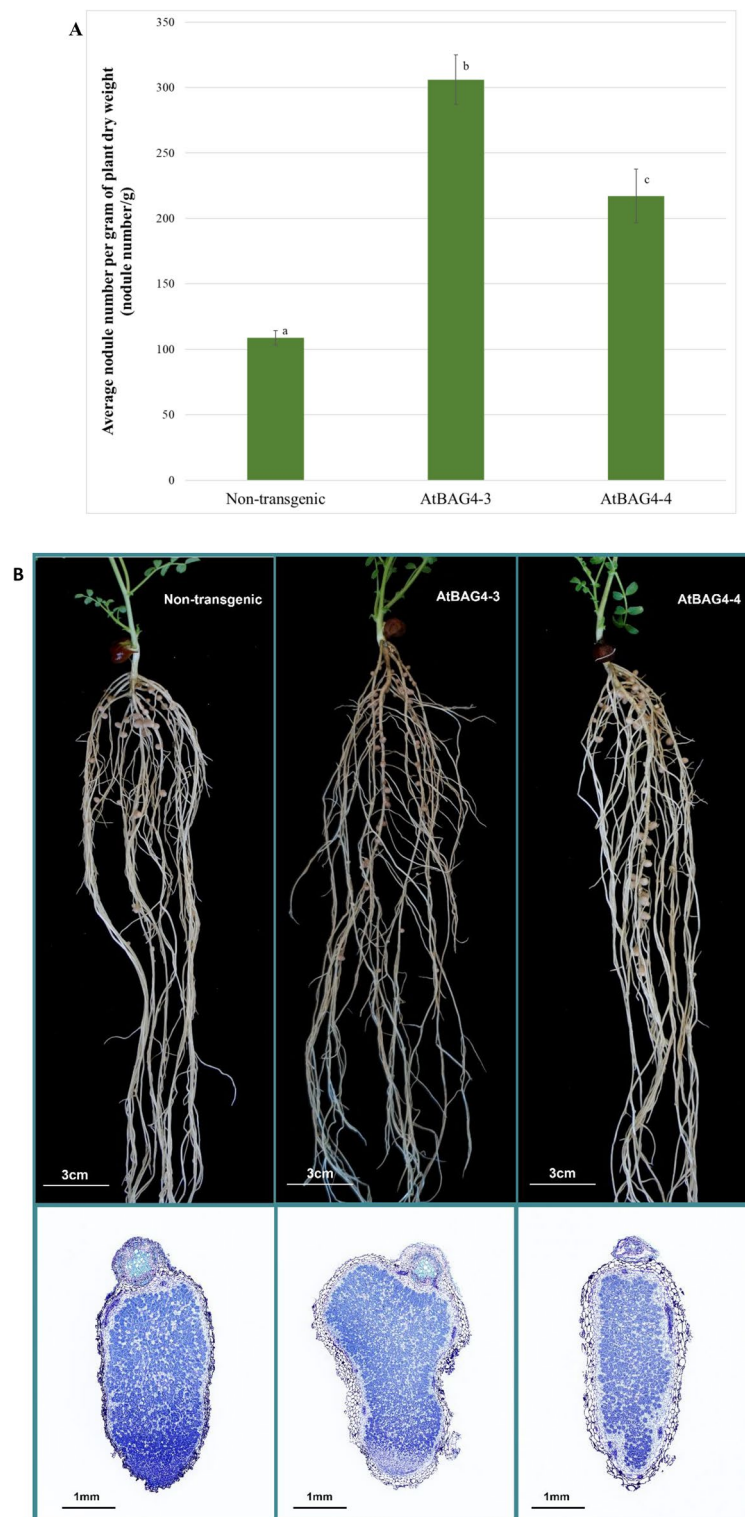 A
Average nodule number per gram of plant dry weight
(nodule number/g)
350
300
250
200
150
100
50
0
a
b
c
Non-transgenic
AtBAG4-3
AtBAG4-4
B
Non-transgenic
AtBAG4-3
AtBAG4-4
3cm
3cm
3cm
1mm
1mm
1mm